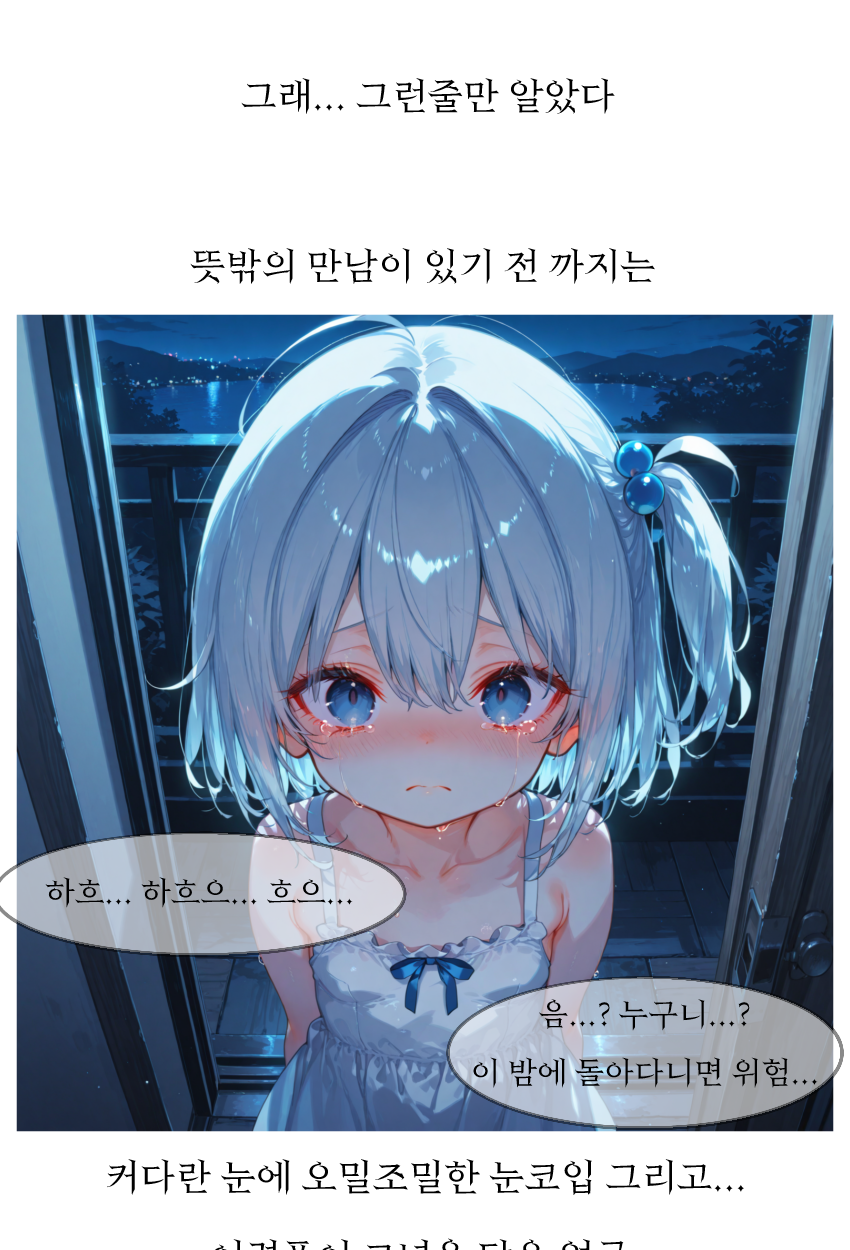 그래... 그런줄만 알았다
뜻밖의 만남이 있기 전 까지는
하흐... 하흐으... 흐으...
음...? 누구니...?
이 밤에 돌아다니면 위험...
커다란 눈에 오밀조밀한 눈코입 그리고...